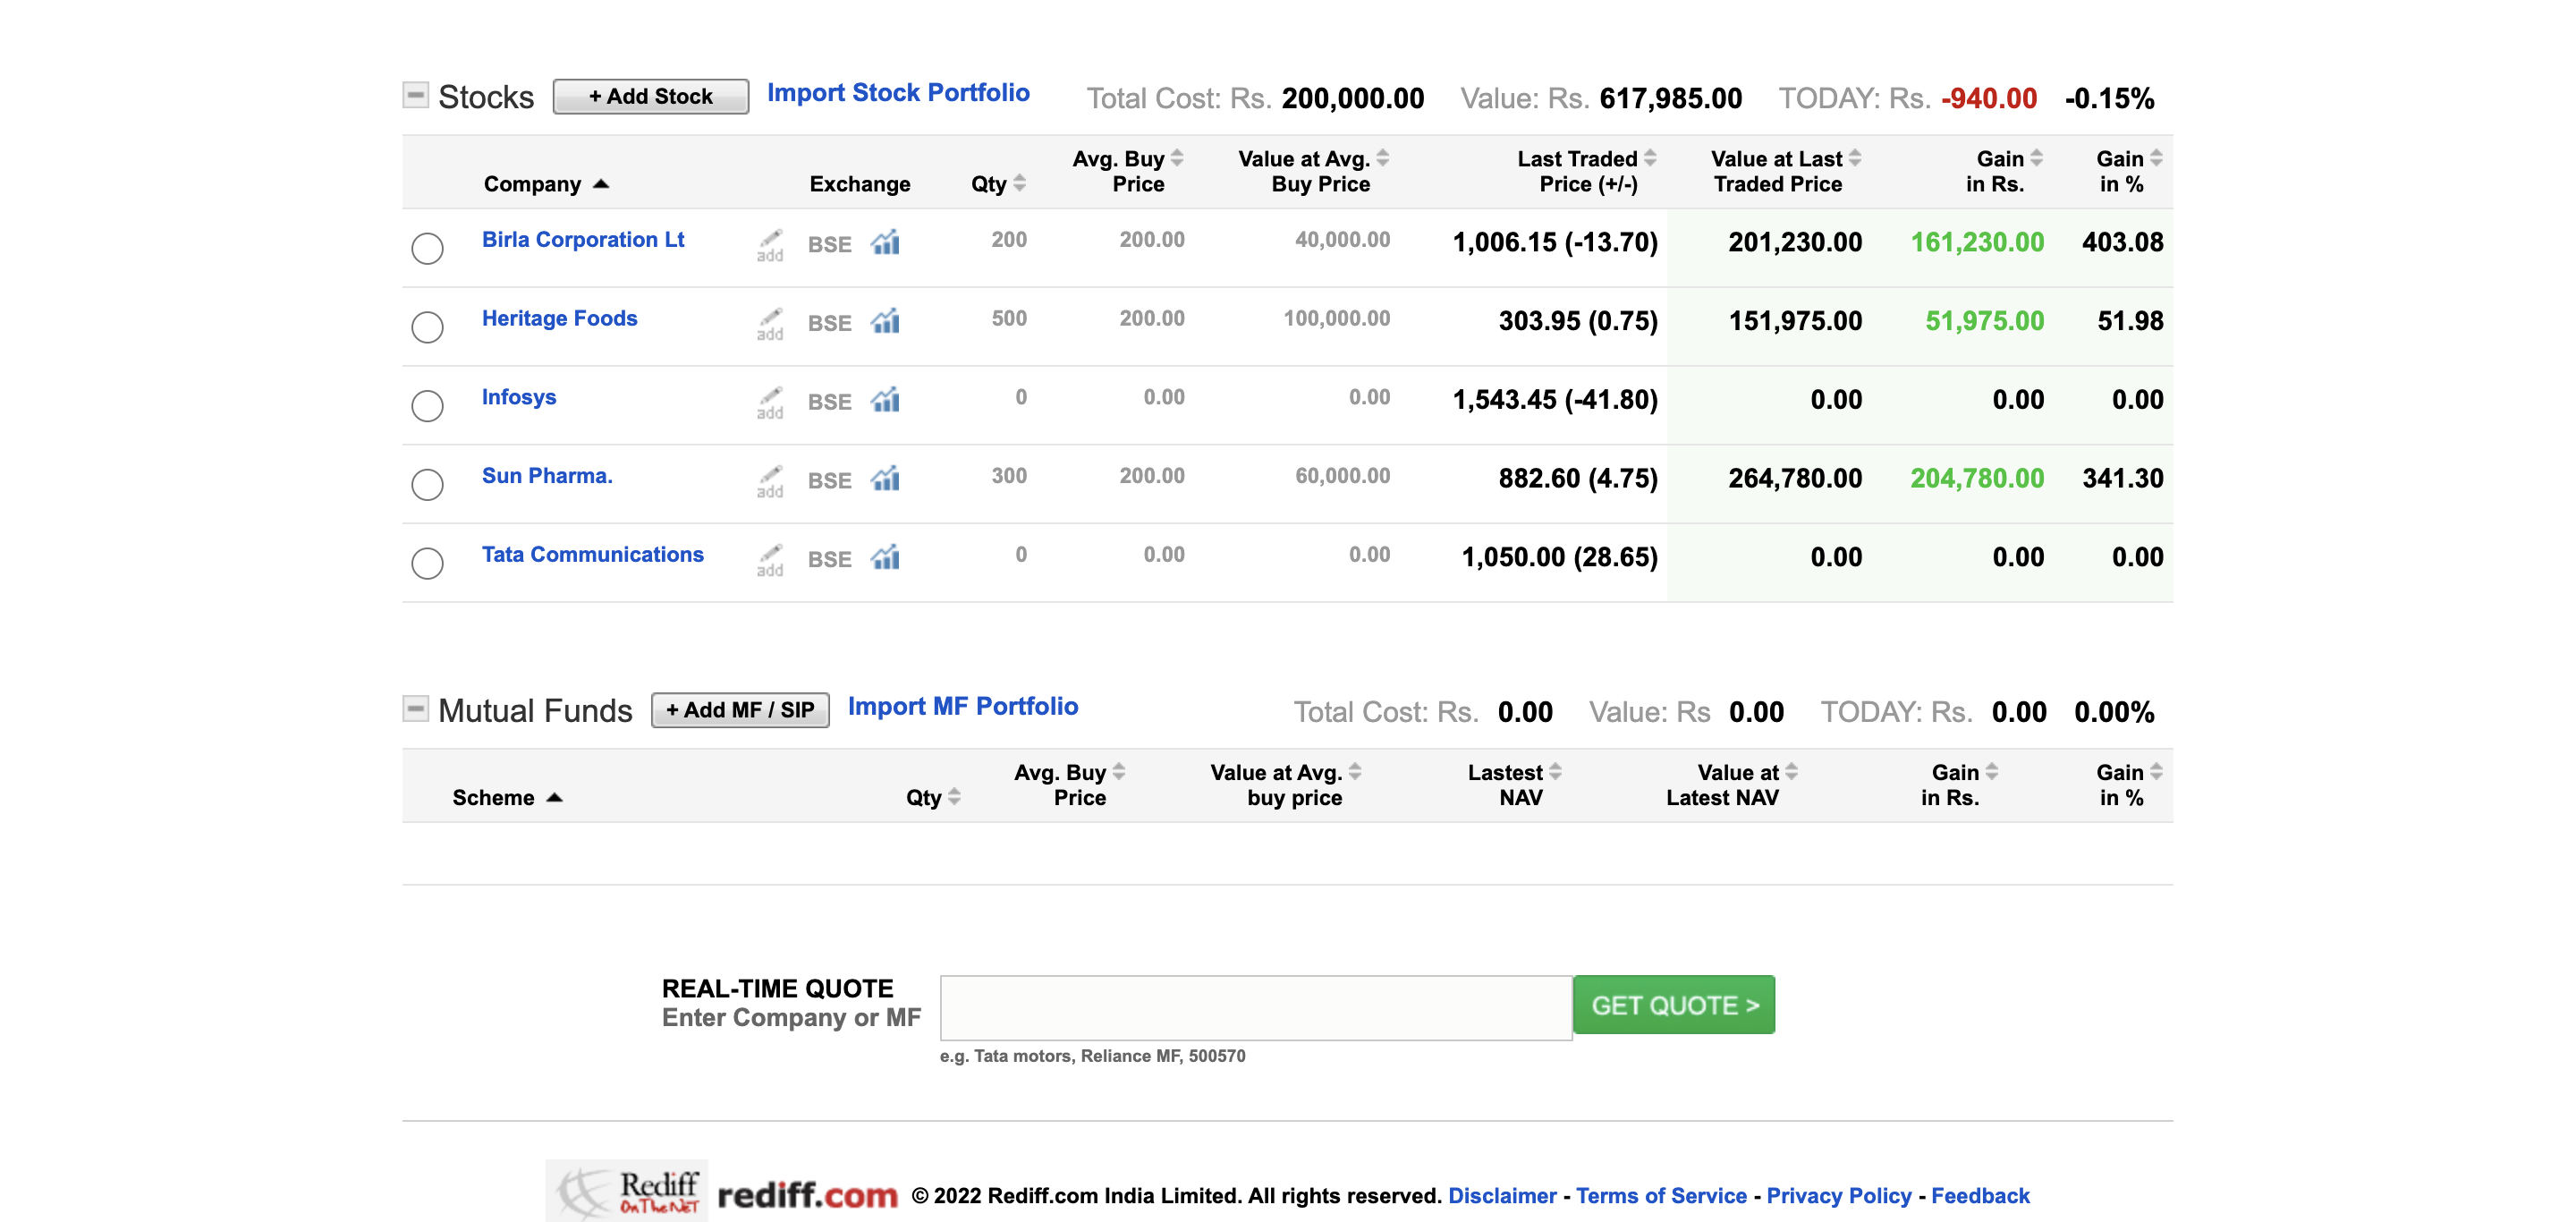 Stocks + Add Stock Import Stock Portfolio Total Cost: Rs. 200,000.00 Value: Rs. 617,985.00 TODAY: Rs. -940.00 -0.15%
Avg. Buy Value at Avg. Last Traded Value at Last Gain Gain
Company Exchange Qty Price Buy Price Price (+/-) Traded Price in Rs. in %
Birla Corporation Lt add BSE 200 200.00 40,000.00 1,006.15 (-13.70) 201,230.00 161,230.00 403.08
Heritage Foods add BSE 500 200.00 100,000.00 303.95 (0.75) 151,975.00 51,975.00 51.98
Infosys add BSE 0 0.00 0.00 1,543.45 (-41.80) 0.00 0.00 0.00
Sun Pharma. add BSE 300 200.00 60,000.00 882.60 (4.75) 264,780.00 204,780.00 341.30
Tata Communications add BSE 0 0.00 0.00 1,050.00 (28.65) 0.00 0.00 0.00
Mutual Funds + Add MF / SIP Import MF Portfolio Total Cost: Rs. 0.00 Value: Rs 0.00 TODAY: Rs. 0.00 0.00%
Avg. Buy Value at Avg. Lastest Value at Gain Gain
Scheme Qty Price buy price NAV Latest NAV in Rs. in %
REAL-TIME QUOTE
Enter Company or MF GET QUOTE >
e.g. Tata motors, Reliance MF, 500570
Rediff
OnTheNeT rediff.com © 2022 Rediff.com India Limited. All rights reserved. Disclaimer - Terms of Service - Privacy Policy - Feedback